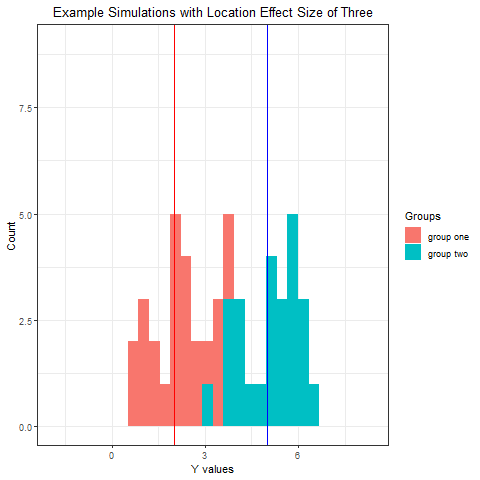 Example Simulations with Location Effect Size of Three
7.5
5.0
2.5
0.0
Count
0 3 6
Y values
Groups
group one
group two